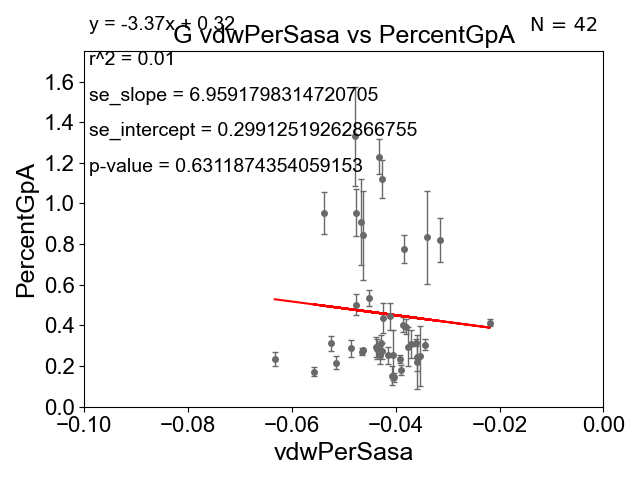 y = -3.37x + 0.32
G vdwPerSasa vs PercentGpA
N = 42
r^2 = 0.01
se_slope = 6.9591798314720705
se_intercept = 0.29912519262866755
p-value = 0.6311874354059153
PercentGpA
1.6
1.4
1.2
1.0
0.8
0.6
0.4
0.2
0.0
−0.10
−0.08
−0.06
−0.04
−0.02
0.00
vdwPerSasa